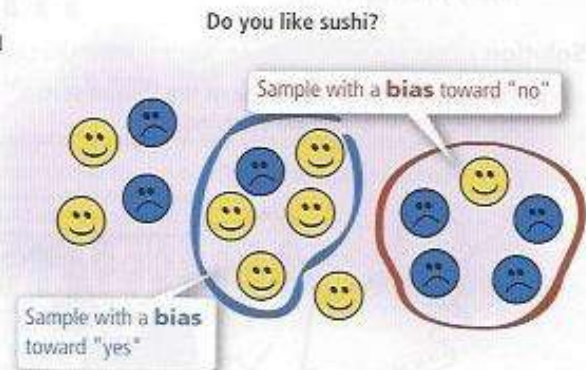 Do you like sushi?
Sample with a bias toward "no"
Sample with a bias
toward "yes"